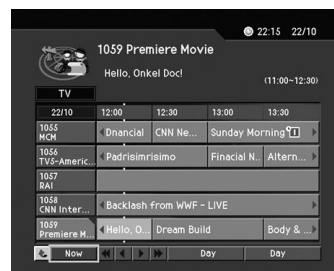 22:15 22/10
1059 Premiere Movie
Hello, Onkel Doc!
(11:00~12:30)
TV
22/10 12:00 12:30 13:00 13:30
1055 MCM Dnancial CNN Ne... Sunday Morning
1056 TV5-Americ... Padrisimrisimo Finacial N.. Altern...
1057 RAI
1058 CNN Inter... Backlash from WWF - LIVE
1059 Premiere M... Hello, O... Dream Build Body & ...
Now Day Day